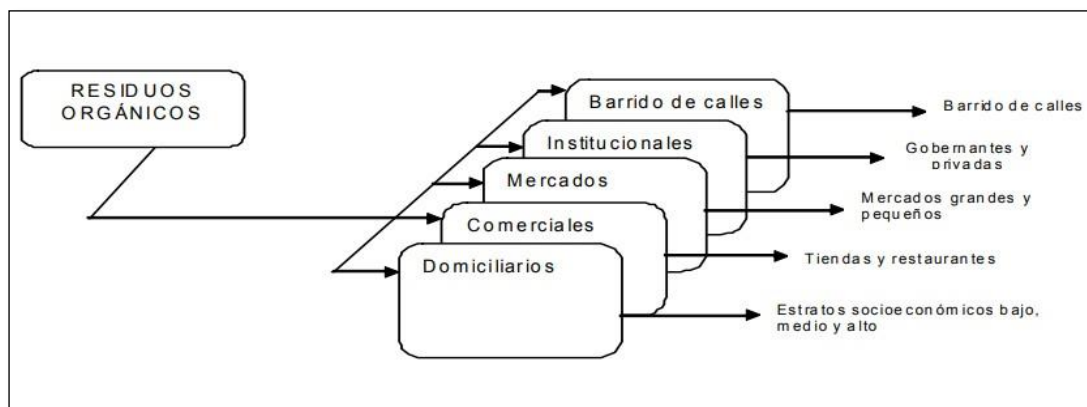 RESIDUOS
ORGÁNICOS
Barrido de calles
Barrido de calles
Institucionales
Gobernantes y
privadas
Mercados
Mercados grandes y
pequeños
Comerciales
Tiendas y restaurantes
Domiciliarios
Estratos socioeconómicos bajo,
medio y alto